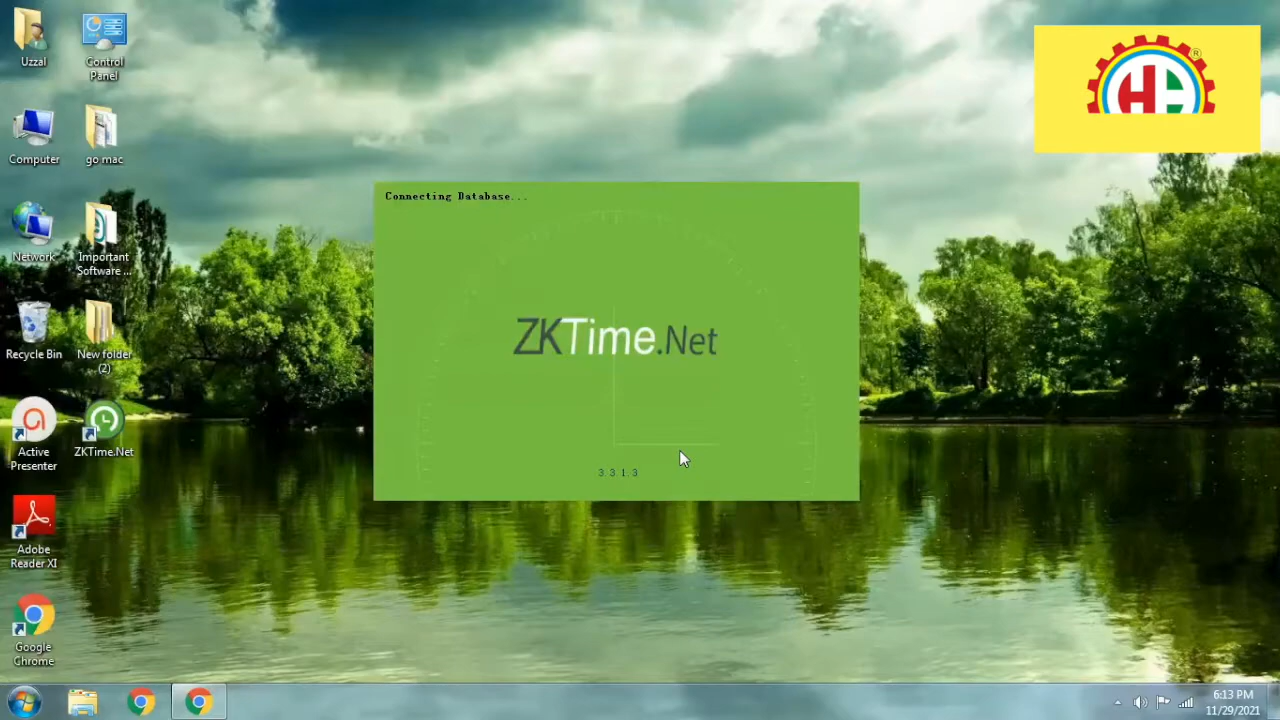 Uzzal
Control
Panel
Computer
go mac
Network
Important
Software ...
Recycle Bin
New folder
(2)
Active
Presenter
ZKTime.Net
Adobe
Reader XI
Google
Chrome
Connecting Database...
ZKTime.Net
3.3.1.3
®
6:13 PM
11/29/2021